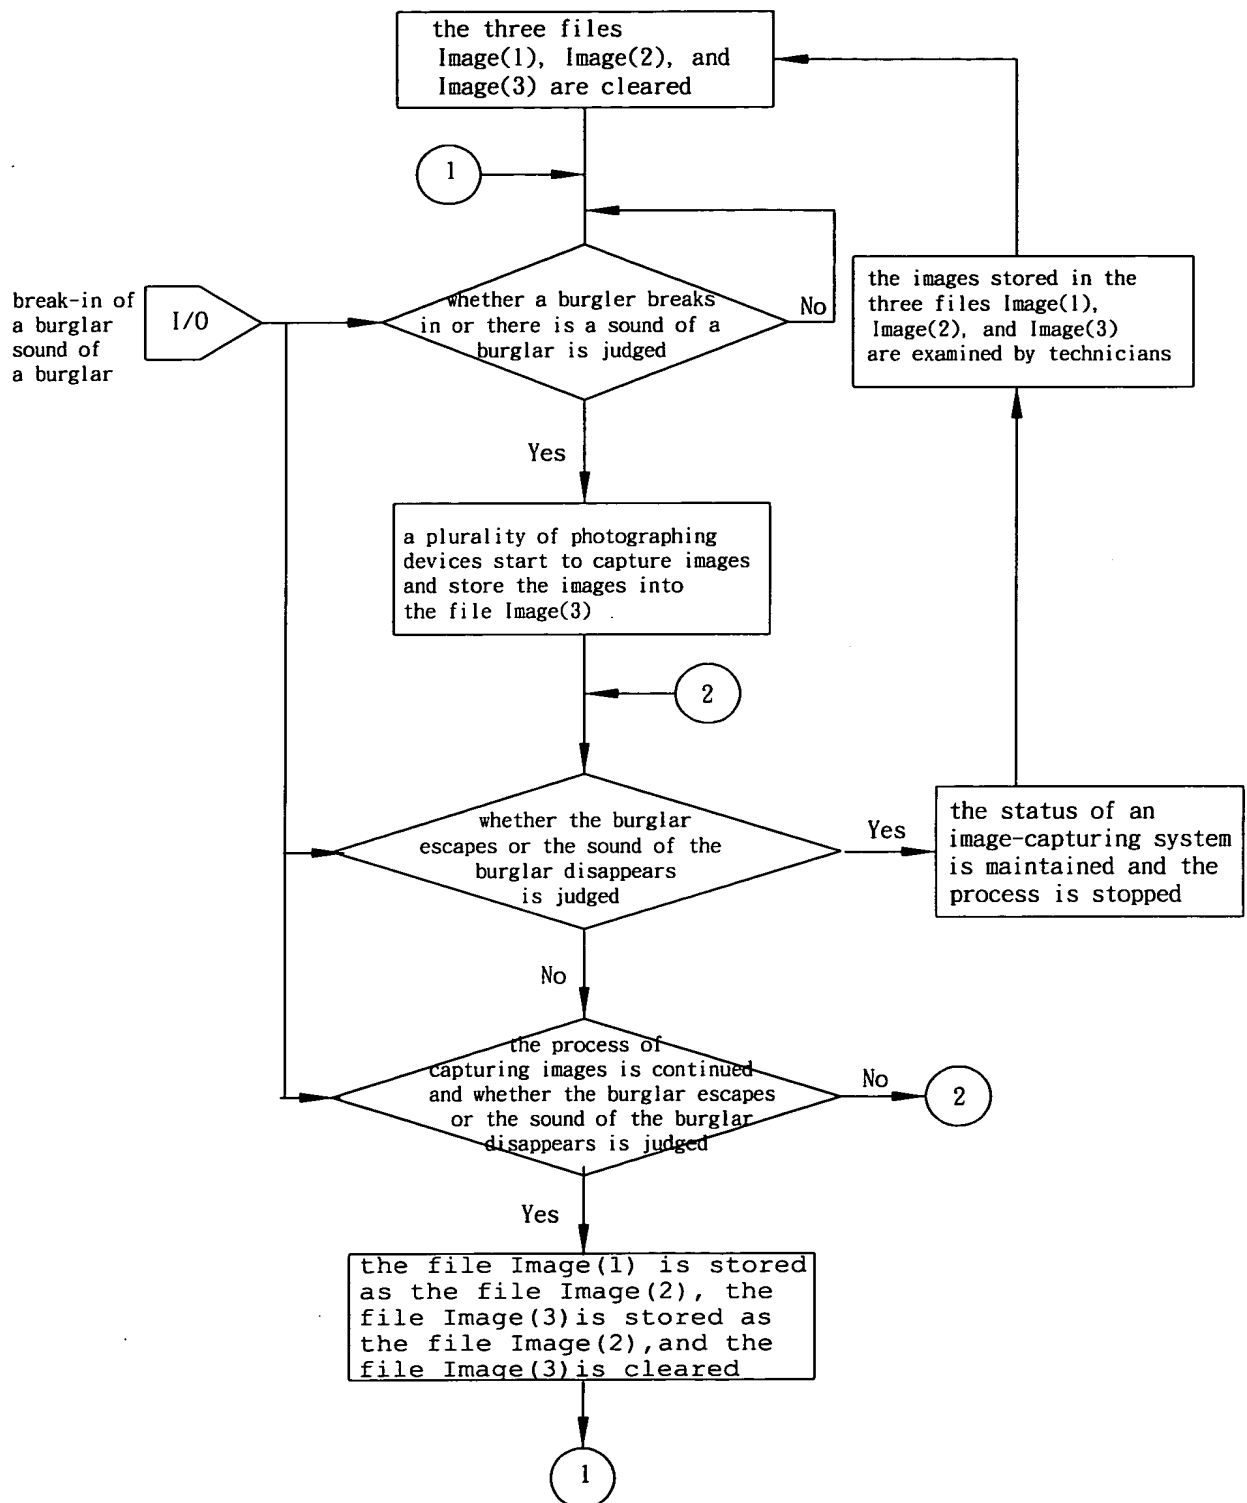 the three files
Image(1), Image(2), and
Image(3) are cleared
1
break-in of
a burglar
sound of
a burglar
I/O
whether a burgler breaks
in or there is a sound of a
burglar is judged
No
the images stored in the
three files Image(1),
Image(2), and Image(3)
are examined by technicians
Yes
a plurality of photographing
devices start to capture images
and store the images into
the file Image(3)
2
whether the burglar
escapes or the sound of the
burglar disappears
is judged
Yes
the status of an
image-capturing system
is maintained and the
process is stopped
No
the process of
capturing images is continued
and whether the burglar escapes
or the sound of the burglar
disappears is judged
No
2
Yes
the file Image(1) is stored
as the file Image(2), the
file Image(3)is stored as
the file Image(2),and the
file Image(3)is cleared
1